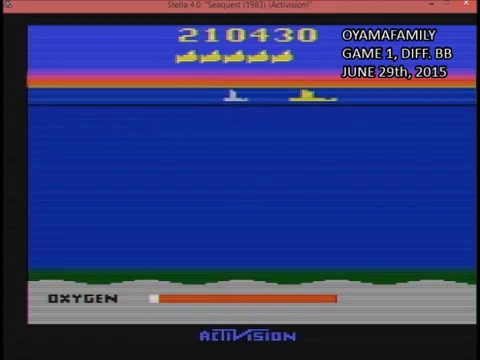 Stella 4.0: "Seaquest (1983) (Activision)"
210430
OYAMAFAMILY
GAME 1, DIFF. BB
JUNE 29th, 2015
OXYGEN
ACTIVISION